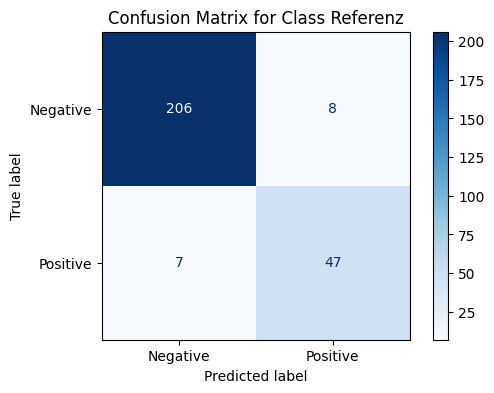 Confusion Matrix for Class Referenz
True label
Negative
Positive
206
8
7
47
Negative
Positive
Predicted label
200
175
150
125
100
75
50
25